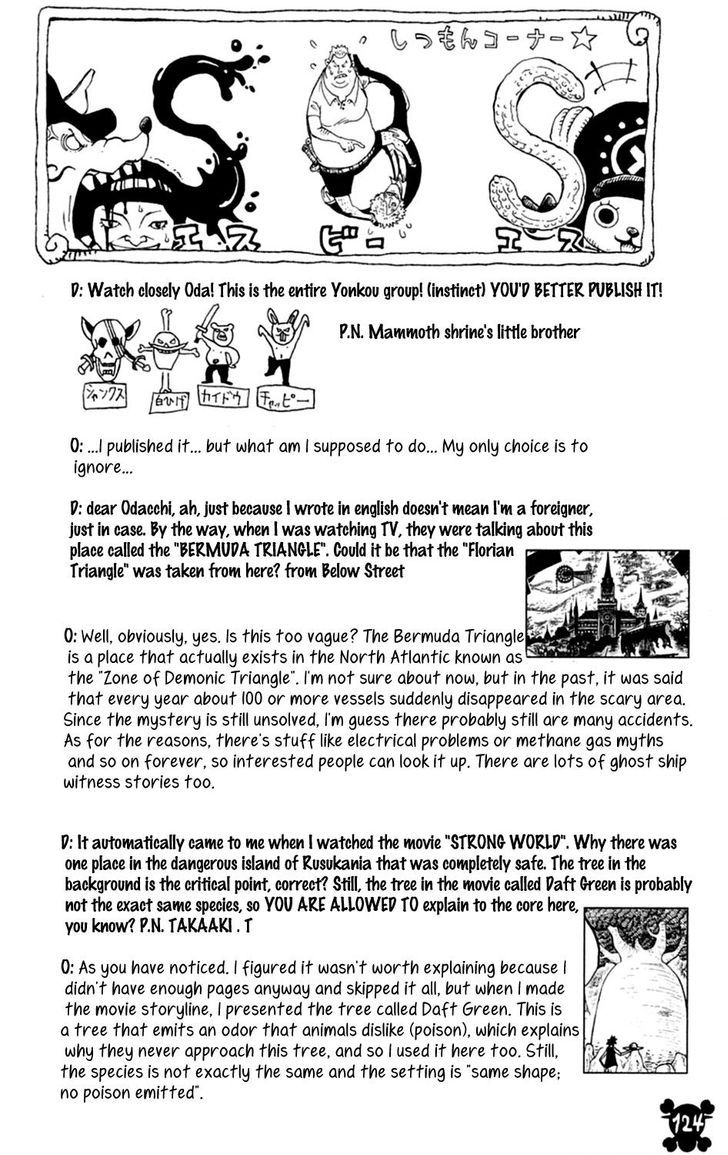 しつもんコーナー☆
S B S
エス ビー エス
D: Watch closely Oda! This is the entire Yonkou group! (instinct) YOU'D BETTER PUBLISH IT!
P.N. Mammoth shrine's little brother
シャンクス 白ひげ カイドウ チャッピー
O: ...I published it... but what am I supposed to do... My only choice is to
ignore...
D: dear Odacchi, ah, just because I wrote in english doesn't mean I'm a foreigner,
just in case. By the way, when I was watching TV, they were talking about this
place called the "BERMUDA TRIANGLE". Could it be that the "Florian
Triangle" was taken from here? from Below Street
O: Well, obviously, yes. Is this too vague? The Bermuda Triangle
is a place that actually exists in the North Atlantic known as
the "Zone of Demonic Triangle". I'm not sure about now, but in the past, it was said
that every year about 100 or more vessels suddenly disappeared in the scary area.
Since the mystery is still unsolved, I'm guess there probably still are many accidents.
As for the reasons, there's stuff like electrical problems or methane gas myths
and so on forever, so interested people can look it up. There are lots of ghost ship
witness stories too.
D: It automatically came to me when I watched the movie "STRONG WORLD". Why there was
one place in the dangerous island of Rusukania that was completely safe. The tree in the
background is the critical point, correct? Still, the tree in the movie called Daft Green is probably
not the exact same species, so YOU ARE ALLOWED TO explain to the core here,
you know? P.N. TAKAAKI . T
O: As you have noticed. I figured it wasn't worth explaining because I
didn't have enough pages anyway and skipped it all, but when I made
the movie storyline, I presented the tree called Daft Green. This is
a tree that emits an odor that animals dislike (poison), which explains
why they never approach this tree, and so I used it here too. Still,
the species is not exactly the same and the setting is "same shape;
no poison emitted".
124